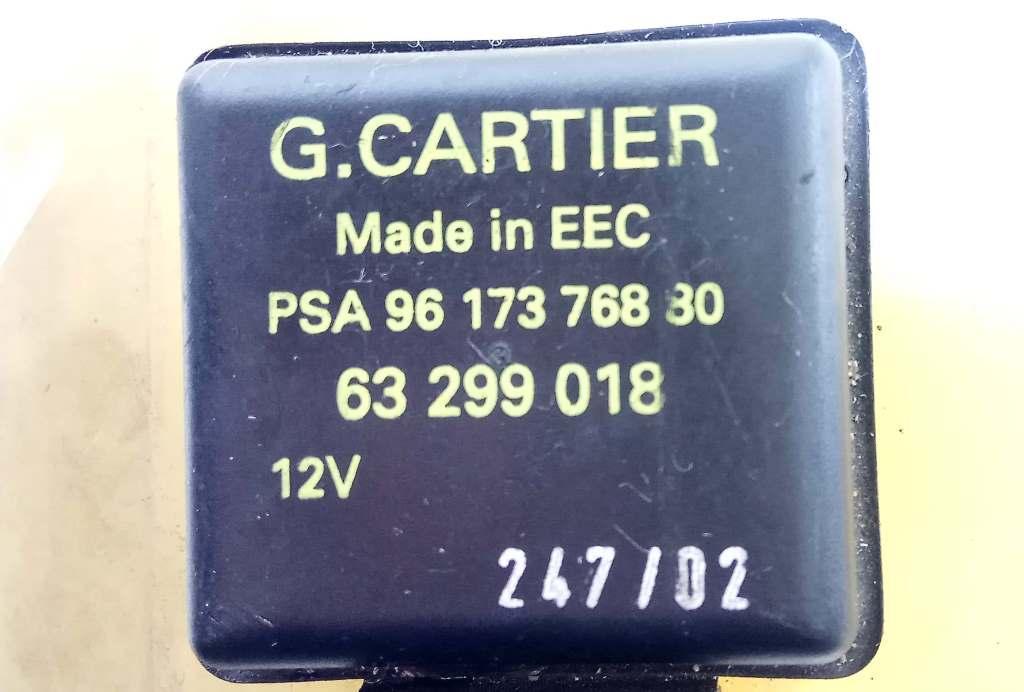 G.CARTIER
Made in EEC
PSA 96 173 768 80
63 299 018
12V
247/02